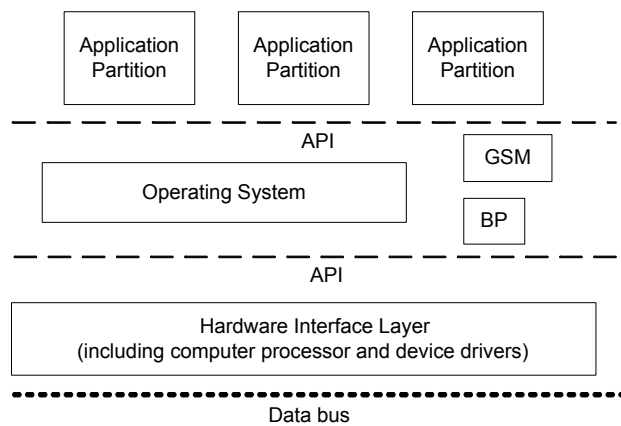 Application
Partition
Application
Partition
Application
Partition
API
GSM
Operating System
BP
API
Hardware Interface Layer
(including computer processor and device drivers)
Data bus